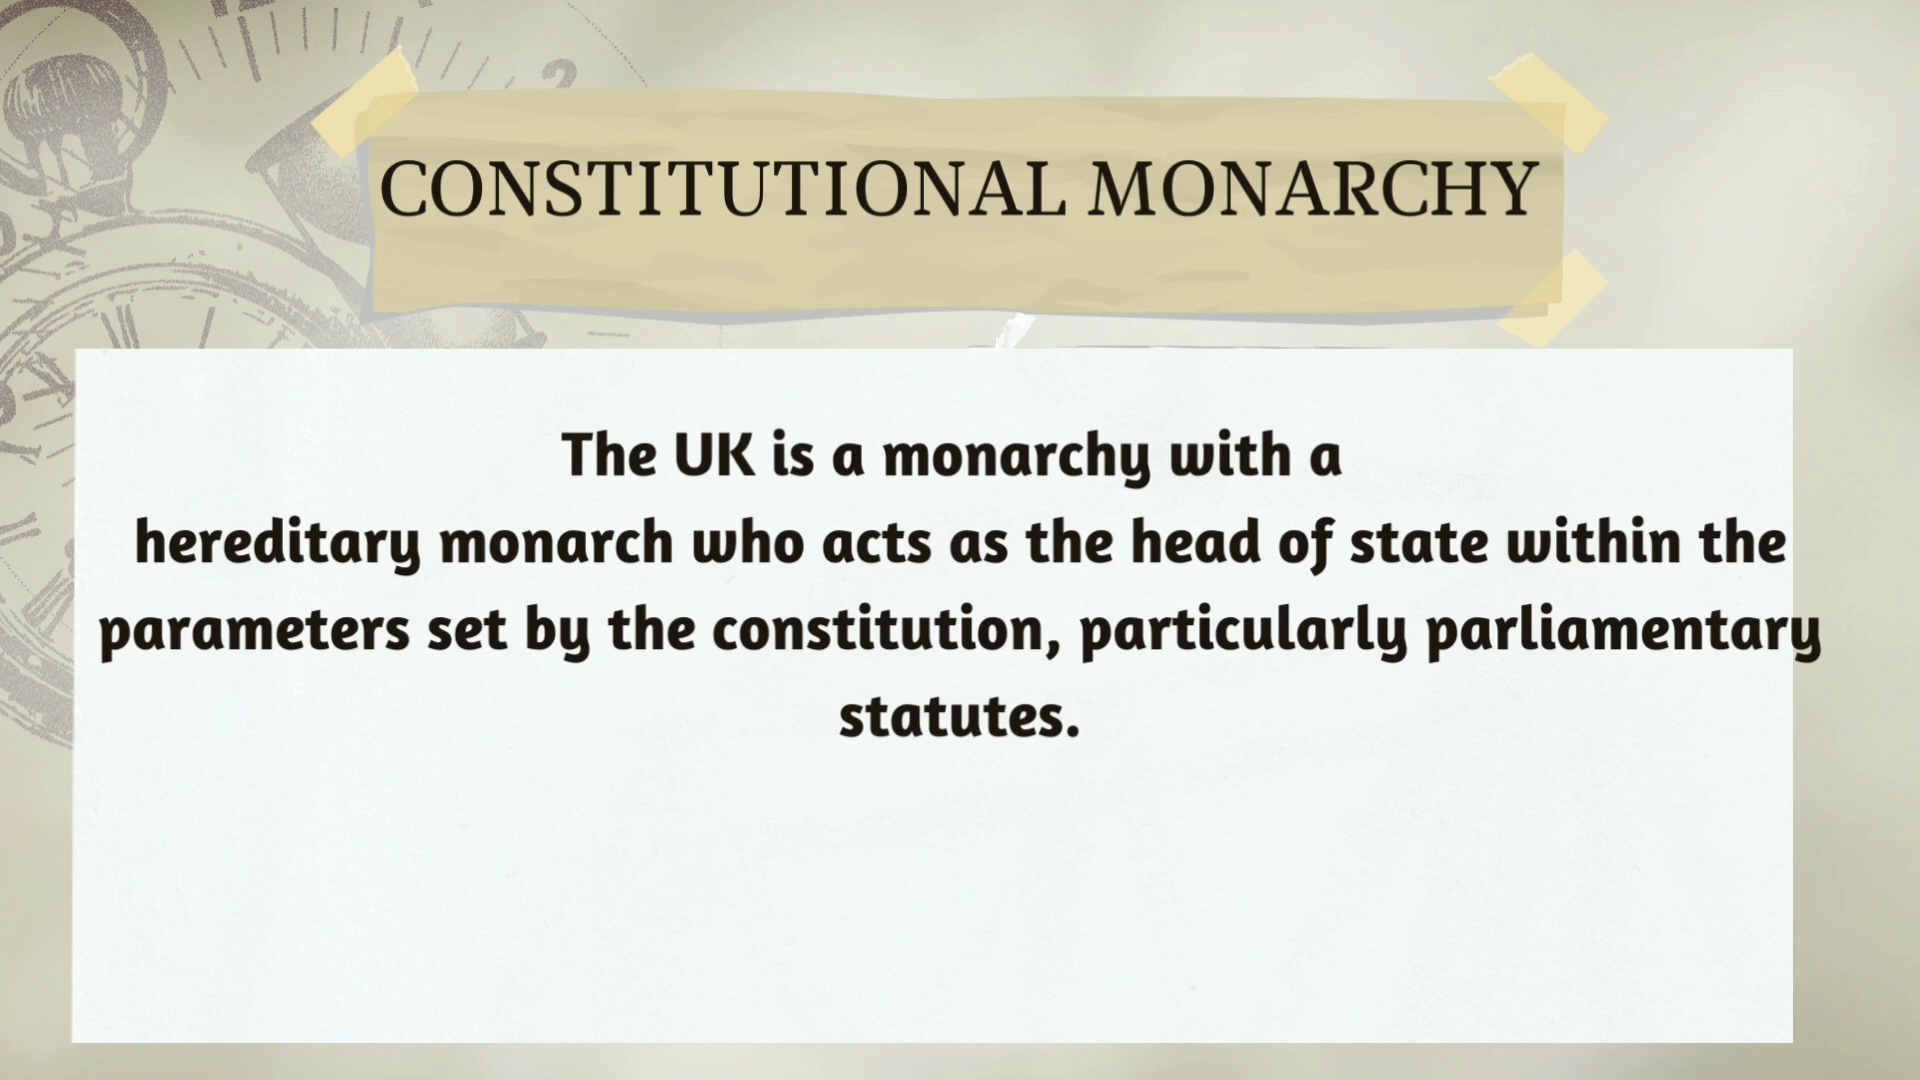 2
CONSTITUTIONAL MONARCHY
The UK is a monarchy with a
hereditary monarch who acts as the head of state within the
parameters set by the constitution, particularly parliamentary
statutes.